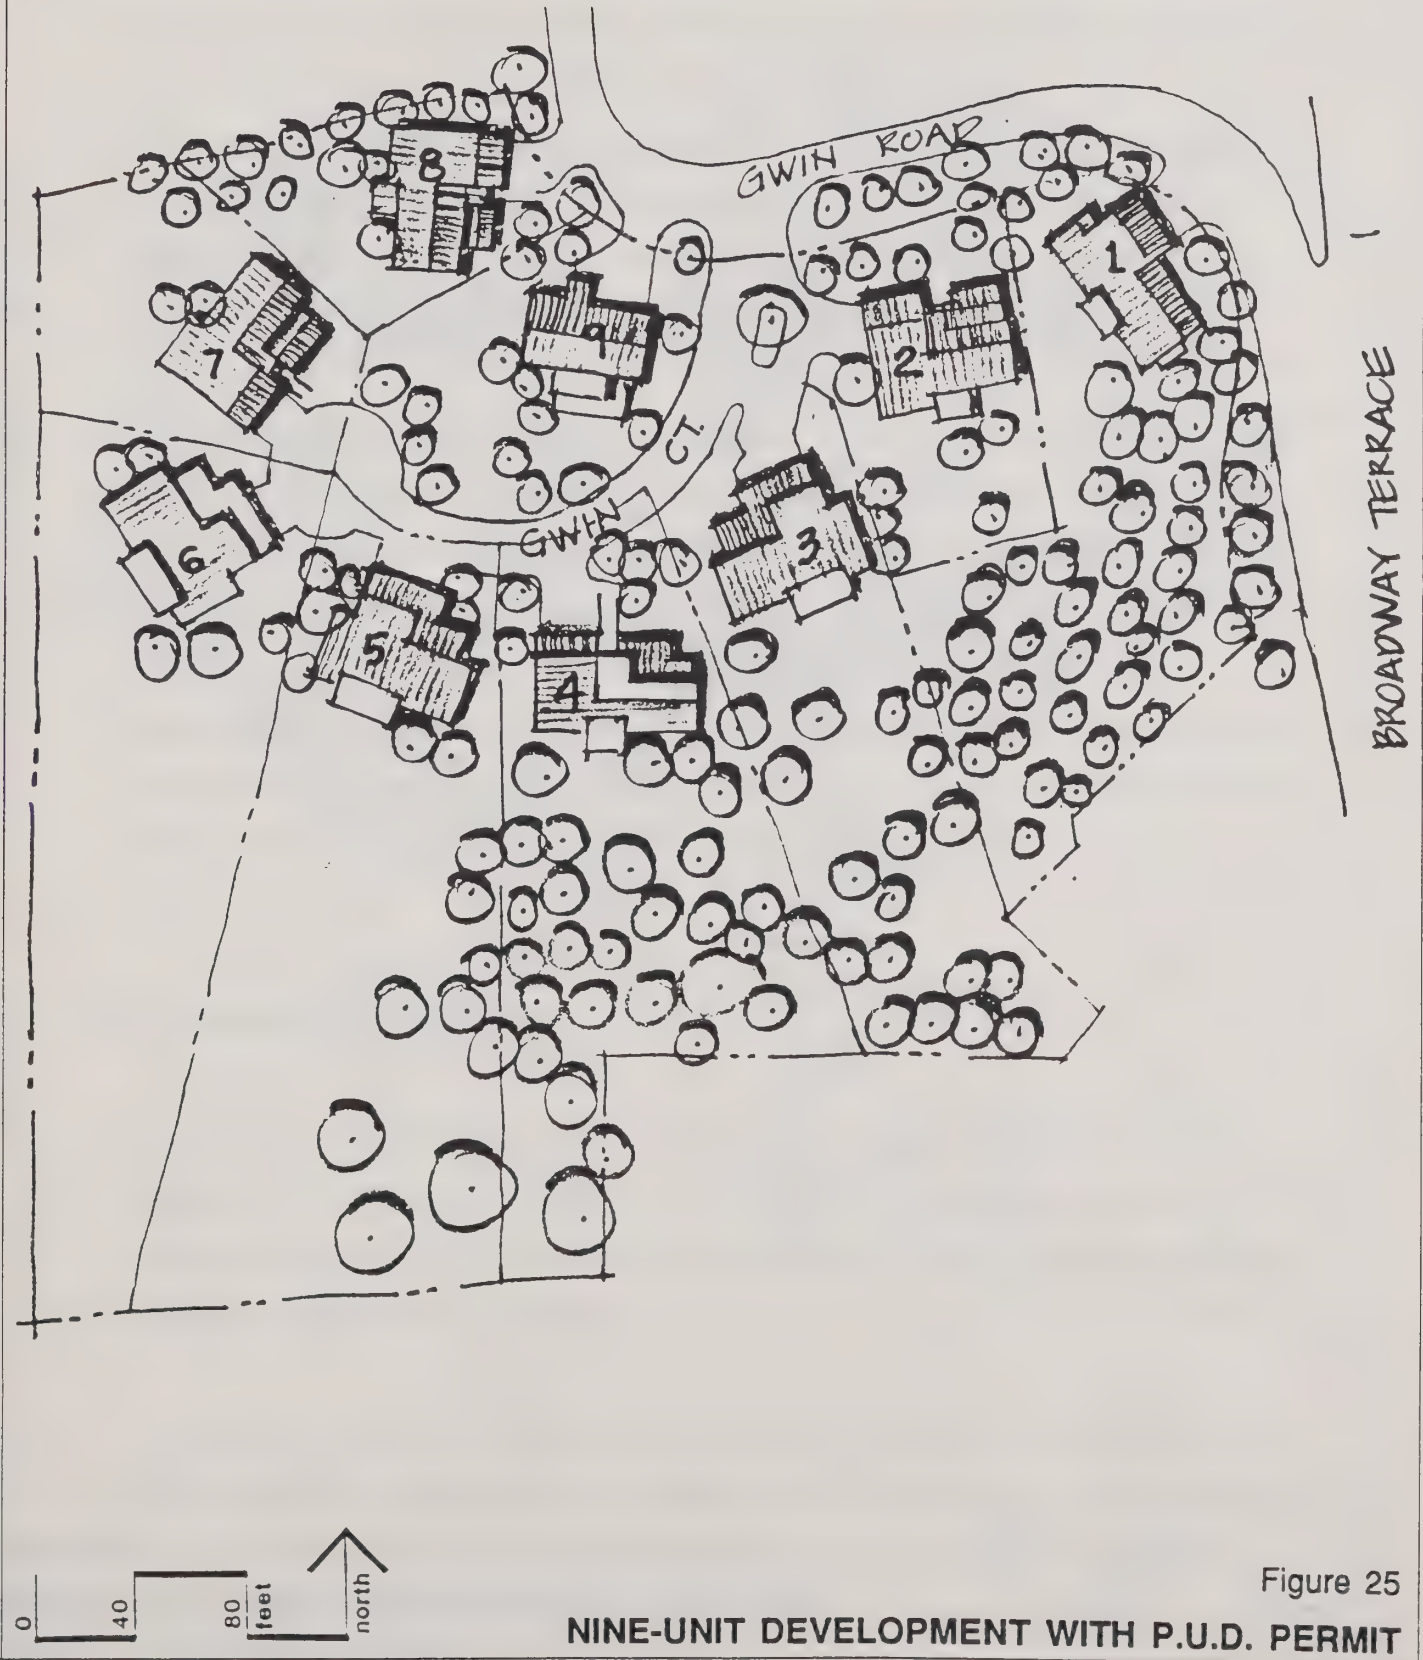 GWIN ROAD
8
1
BROADWAY TERRACE
9
2
7
GWIN CT.
3
6
5
4
0 40 80
feet
north
Figure 25
NINE-UNIT DEVELOPMENT WITH P.U.D. PERMIT